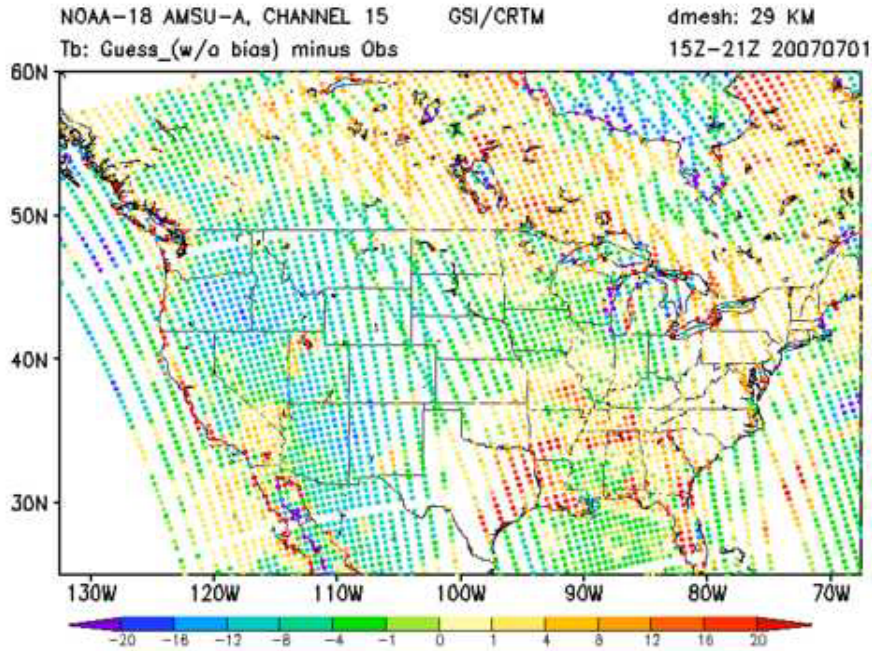 NOAA-18 AMSU-A, CHANNEL 15 GSI/CRTM dmesh: 29 KM
Tb: Guess_(w/o bias) minus Obs 15Z-21Z 20070701
60N
50N
40N
30N
130W 120W 110W 100W 90W 80W 70W
-20 -16 -12 -8 -4 -1 0 1 4 8 12 16 20